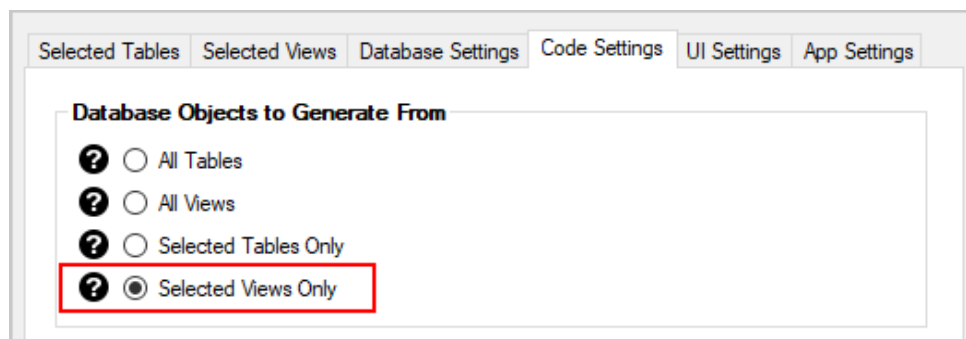 Selected Tables Selected Views Database Settings Code Settings UI Settings App Settings
Database Objects to Generate From
? All Tables
? All Views
? Selected Tables Only
? Selected Views Only